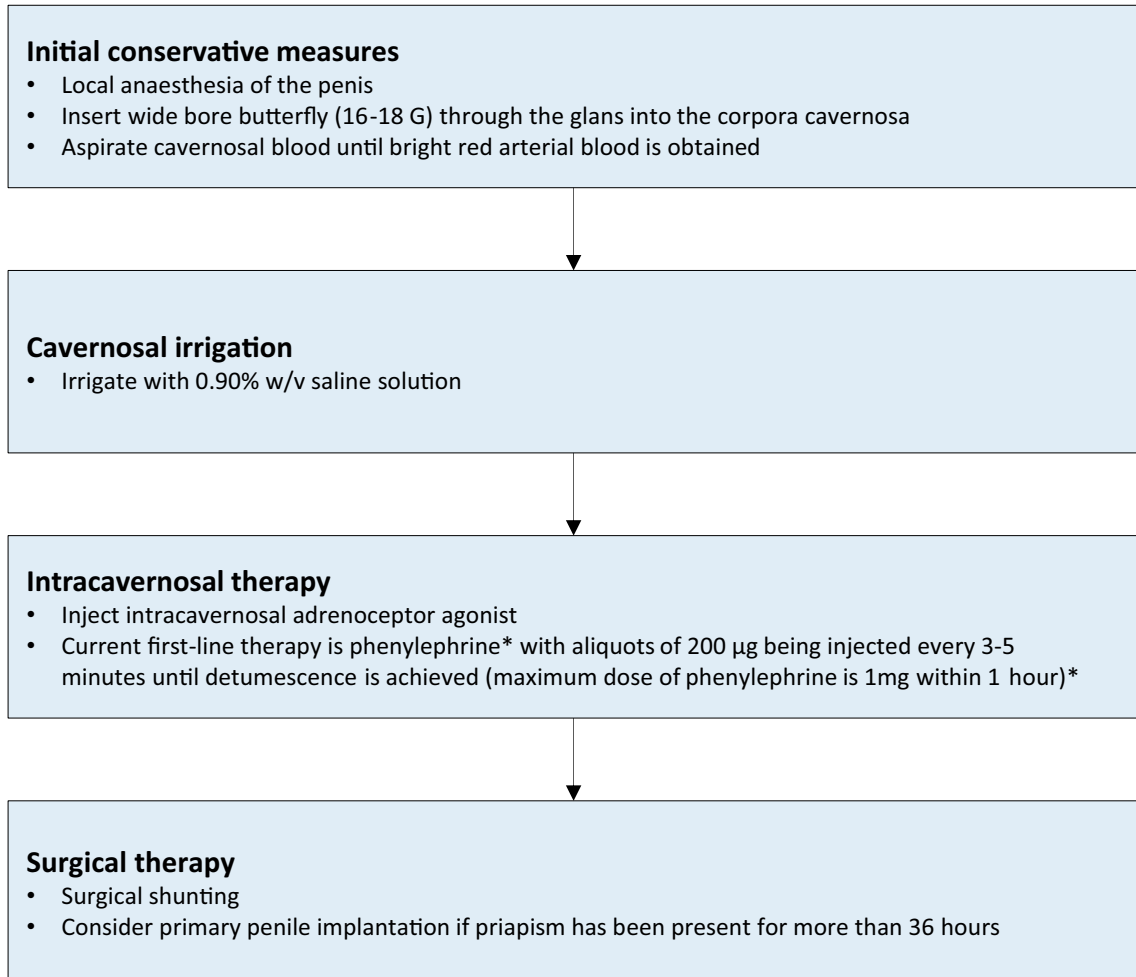 Initial conservative measures
• Local anaesthesia of the penis
• Insert wide bore butterfly (16-18 G) through the glans into the corpora cavernosa
• Aspirate cavernosal blood until bright red arterial blood is obtained
Cavernosal irrigation
• Irrigate with 0.90% w/v saline solution
Intracavernosal therapy
• Inject intracavernosal adrenoceptor agonist
• Current first-line therapy is phenylephrine* with aliquots of 200 µg being injected every 3-5
minutes until detumescence is achieved (maximum dose of phenylephrine is 1mg within 1 hour)*
Surgical therapy
• Surgical shunting
• Consider primary penile implantation if priapism has been present for more than 36 hours